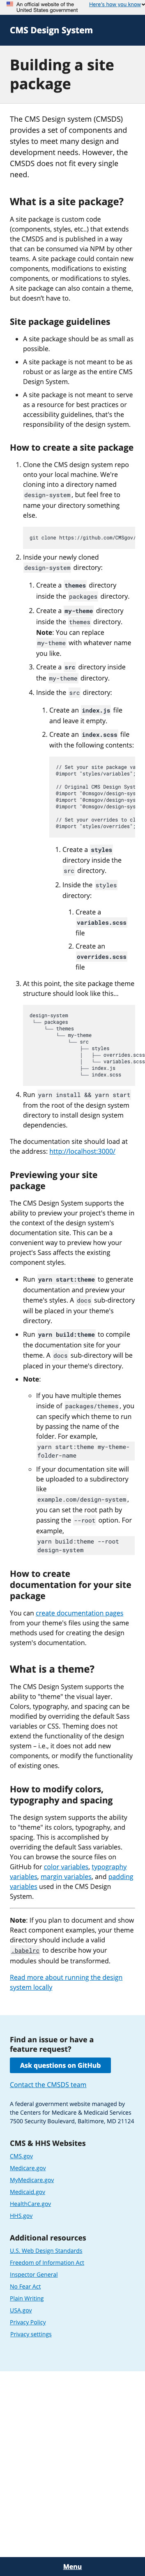 An official website of the
United States government
Here's how you know
CMS Design System
Building a site
package
The CMS Design system (CMSDS)
provides a set of components and
styles to meet many design and
development needs. However, the
CMSDS does not fit every single
need.
What is a site package?
A site package is custom code
(components, styles, etc..) that extends
the CMSDS and is published in a way
that can be consumed via NPM by other
teams. A site package could contain new
components, modifications to existing
components, or modifications to styles.
A site package can also contain a theme,
but doesn't have to.
Site package guidelines
A site package should be as small as
possible.
A site package is not meant to be as
robust or as large as the entire CMS
Design System.
A site package is not meant to serve
as a resource for best practices or
accessibility guidelines, that's the
responsibility of the design system.
How to create a site package
1. Clone the CMS design system repo
onto your local machine. We're
cloning into a directory named
design-system, but feel free to
name your directory something
else.
git clone https://github.com/CMSgov/
2. Inside your newly cloned
design-system directory:
1. Create a themes directory
inside the packages directory.
2. Create a my-theme directory
inside the themes directory.
Note: You can replace
my-theme with whatever name
you like.
3. Create a src directory inside
the my-theme directory.
4. Inside the src directory:
1. Create an index.js file
and leave it empty.
2. Create an index.scss file
with the following contents:
// Set your site package va
@import "styles/variables";
// Original CMS Design Syst
@import "@cmsgov/design-sys
@import "@cmsgov/design-sys
@import "@cmsgov/design-sys
// Set your overrides to cl
@import "styles/overrides";
1. Create a styles
directory inside the
src directory.
2. Inside the styles
directory:
1. Create a
variables.scss
file
2. Create an
overrides.scss
file
3. At this point, the site package theme
structure should look like this...
design-system
└── packages
└── themes
└── my-theme
└── src
├── styles
│ ├── overrides.scss
│ └── variables.scss
├── index.js
└── index.scss
4. Run yarn install && yarn start
from the root of the design system
directory to install design system
dependencies.
The documentation site should load at
this address: http://localhost:3000/
Previewing your site
package
The CMS Design System supports the
ability to preview your project's theme in
an instance of the design system's
documentation site. This can be a
convenient way to preview how your
project's Sass affects the existing
component styles.
Run yarn start:theme to generate
the documentation and preview your
theme's styles. A docs sub-directory
will be placed in your theme's
directory.
Run yarn build:theme to compile
the documentation site for your
theme. A docs sub-directory will be
placed in your theme's directory.
Note:
If you have multiple themes
inside of packages/themes, you
can specify which theme to run
by passing the name of the
folder. For example,
yarn start:theme my-theme-
folder-name
If your documentation site will
be uploaded to a subdirectory
like
example.com/design-system,
you can set the root path by
passing the --root option. For
example,
yarn build:theme --root
design-system
How to create
documentation for your site
package
You can create documentation pages
from your theme's files using the same
methods used for creating the design
system's documentation.
What is a theme?
The CMS Design System supports the
ability to "theme" the visual layer.
Colors, typography, and spacing can be
modified by overriding the default Sass
variables or CSS. Theming does not
extend the functionality of the design
system – i.e., it does not add new
components, or modify the functionality
of existing ones.
How to modify colors,
typography and spacing
The design system supports the ability
to "theme" or customize its visual layer,
including its colors, typography, and
spacing. This is accomplished by
overriding the default Sass variables.
You can browse the source files on
GitHub for color variables, typography
variables, margin variables, and padding
variables used in the CMS Design
System.
Note: If you plan to document and show
React component examples, your theme
directory should include a valid
.babelrc to describe how your
modules should be transformed.
Read more about running the design
system locally
Find an issue or have a
feature request?
Ask questions on GitHub
Contact the CMSDS team
A federal government website managed by
the Centers for Medicare & Medicaid Services
7500 Security Boulevard, Baltimore, MD 21244
CMS & HHS Websites
CMS.gov
Medicare.gov
MyMedicare.gov
Medicaid.gov
HealthCare.gov
HHS.gov
Additional resources
U.S. Web Design Standards
Freedom of Information Act
Inspector General
No Fear Act
Plain Writing
USA.gov
Privacy Policy
Privacy settings
Menu